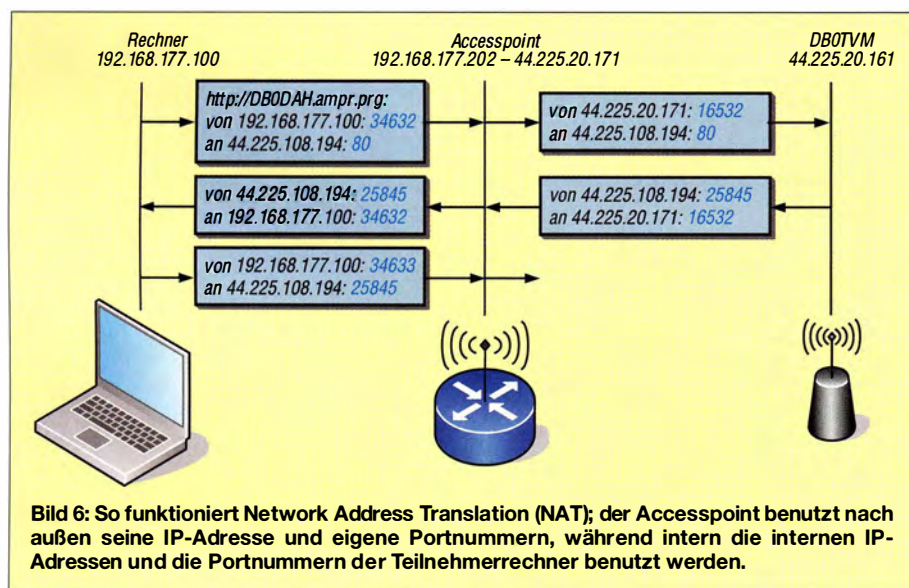 Rechner
192.168.177.100
Accesspoint
192.168.177.202 – 44.225.20.171
DB0TVM
44.225.20.161
http://DB0DAH.ampr.prg:
von 192.168.177.100: 34632
an 44.225.108.194: 80
von 44.225.20.171: 16532
an 44.225.108.194: 80
von 44.225.108.194: 25845
an 192.168.177.100: 34632
von 44.225.108.194: 25845
an 44.225.20.171: 16532
von 192.168.177.100: 34633
an 44.225.108.194: 25845
Bild 6: So funktioniert Network Address Translation (NAT); der Accesspoint benutzt nach
außen seine IP-Adresse und eigene Portnummern, während intern die internen IP-
Adressen und die Portnummern der Teilnehmerrechner benutzt werden.